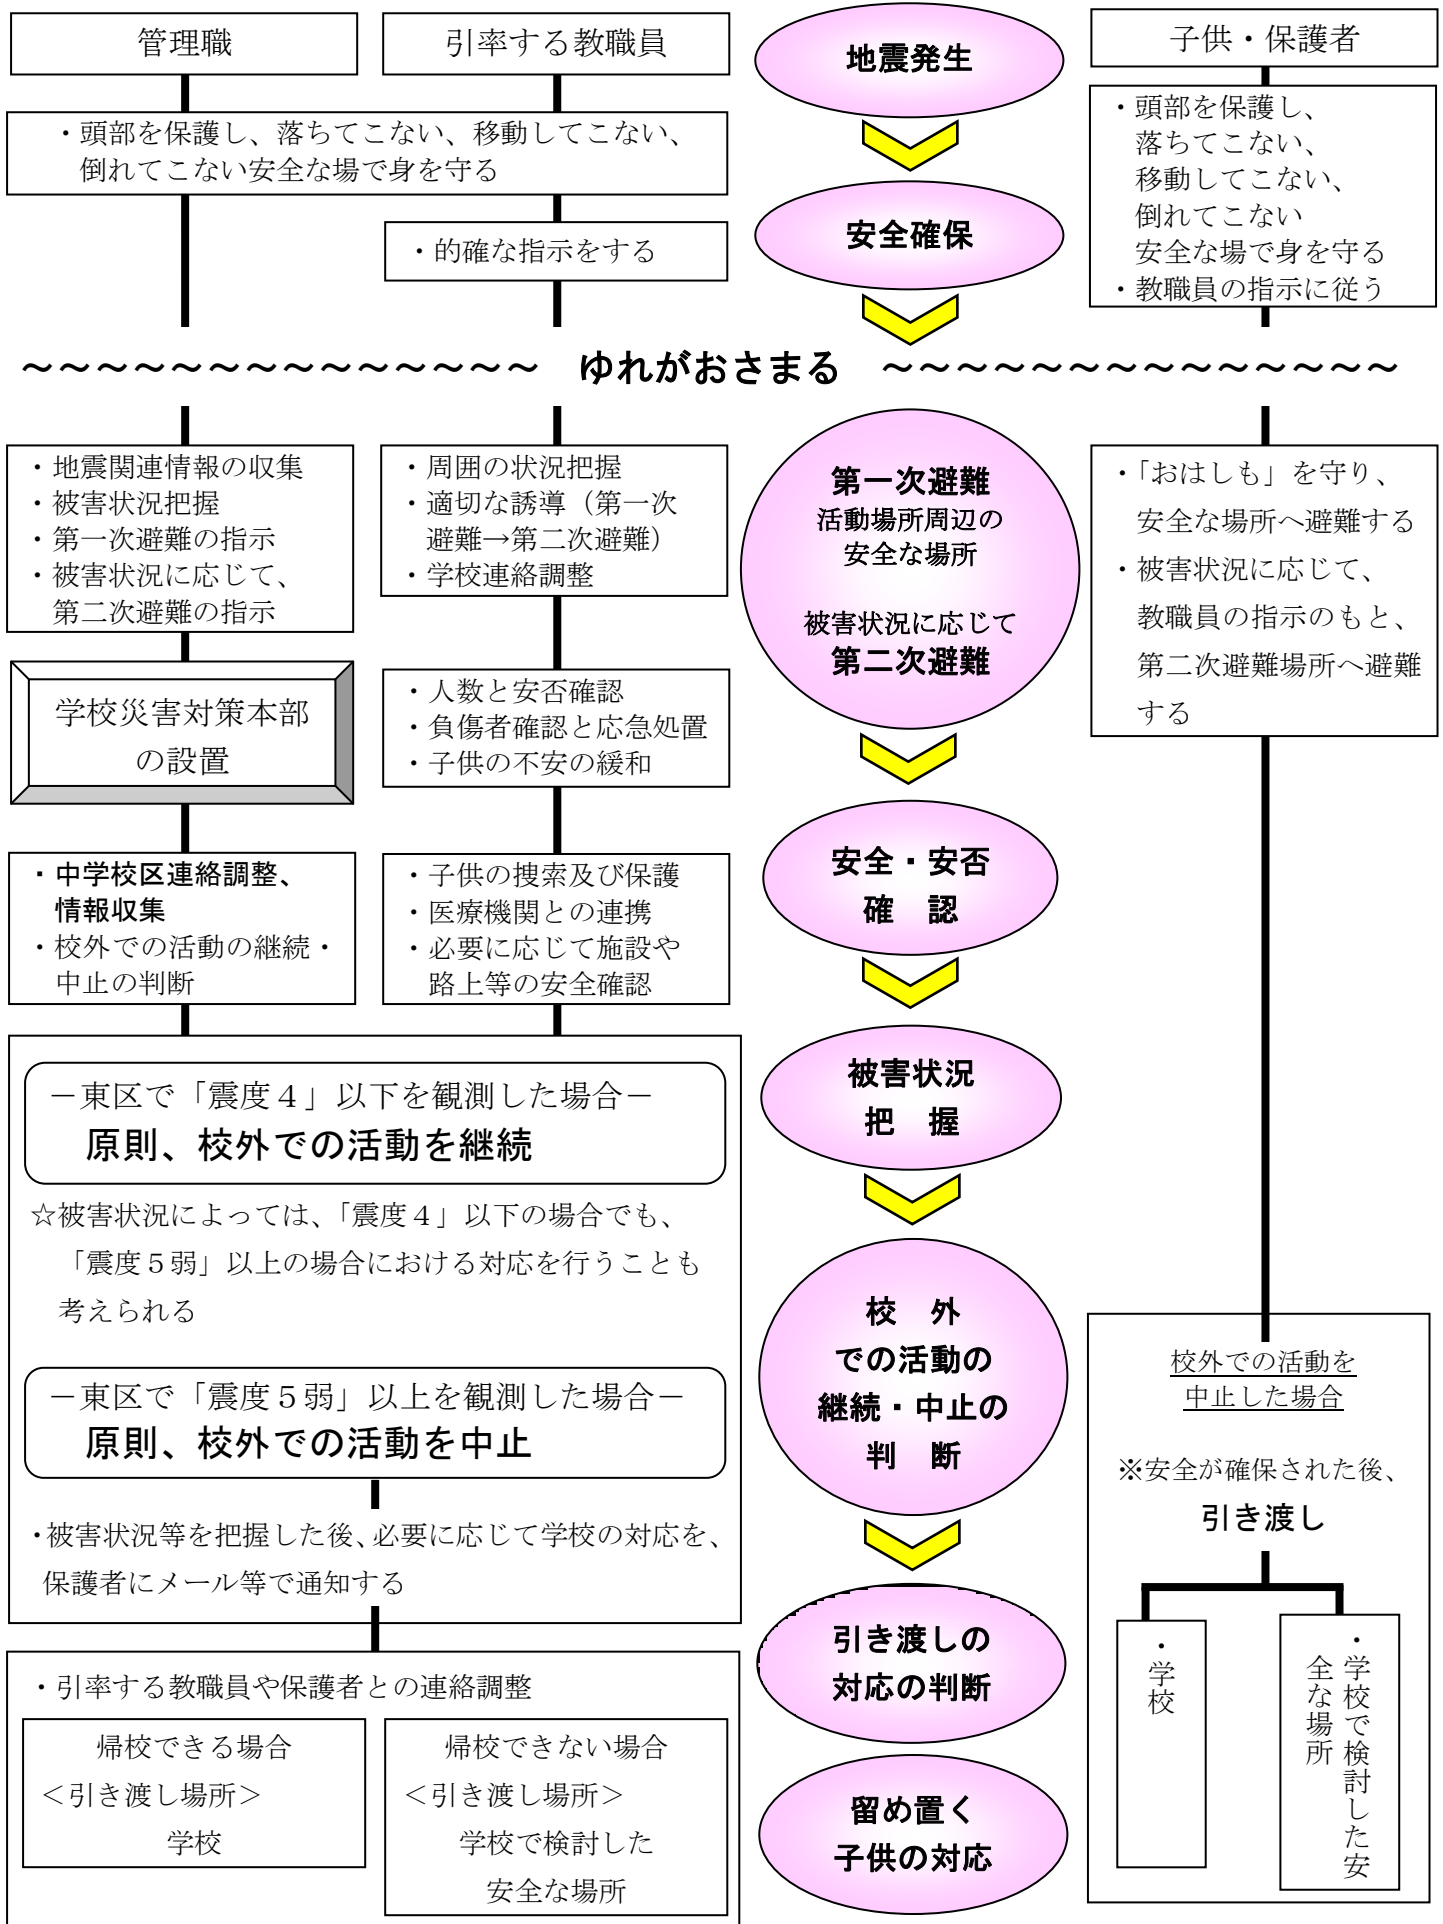 管理職
引率する教職員
地震発生
子供・保護者
・頭部を保護し、落ちてこない、移動してこない、
倒れてこない安全な場で身を守る
・頭部を保護し、
落ちてこない、
移動してこない、
倒れてこない
安全な場で身を守る
・教職員の指示に従う
安全確保
・的確な指示をする
～～～～～～～～～～～～～～ ゆれがおさまる ～～～～～～～～～～～～～～
・地震関連情報の収集
・被害状況把握
・第一次避難の指示
・被害状況に応じて、
第二次避難の指示
・周囲の状況把握
・適切な誘導（第一次
避難→第二次避難）
・学校連絡調整
第一次避難
活動場所周辺の
安全な場所
被害状況に応じて
第二次避難
・「おはしも」を守り、
安全な場所へ避難する
・被害状況に応じて、
教職員の指示のもと、
第二次避難場所へ避難
する
学校災害対策本部
の設置
・人数と安否確認
・負傷者確認と応急処置
・子供の不安の緩和
・中学校区連絡調整、
情報収集
・校外での活動の継続・
中止の判断
・子供の捜索及び保護
・医療機関との連携
・必要に応じて施設や
路上等の安全確認
安全・安否
確　認
被害状況
把　握
－東区で「震度４」以下を観測した場合－
原則、校外での活動を継続
☆被害状況によっては、「震度４」以下の場合でも、
「震度５弱」以上の場合における対応を行うことも
考えられる
－東区で「震度５弱」以上を観測した場合－
原則、校外での活動を中止
・被害状況等を把握した後、必要に応じて学校の対応を、
保護者にメール等で通知する
校　外
での活動の
継続・中止の
判　断
校外での活動を
中止した場合
※安全が確保された後、
引き渡し
・学校
・学校で検討した安
全な場所
引き渡しの
対応の判断
・引率する教職員や保護者との連絡調整
帰校できる場合
＜引き渡し場所＞
学校
帰校できない場合
＜引き渡し場所＞
学校で検討した
安全な場所
留め置く
子供の対応